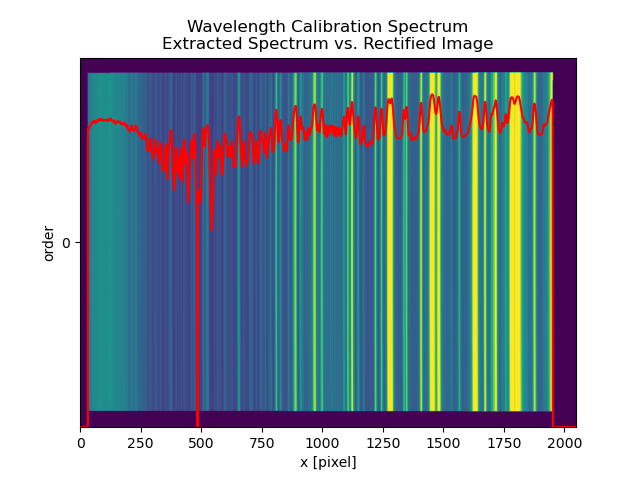 Wavelength Calibration Spectrum
Extracted Spectrum vs. Rectified Image
order
0
0 250 500 750 1000 1250 1500 1750 2000
x [pixel]